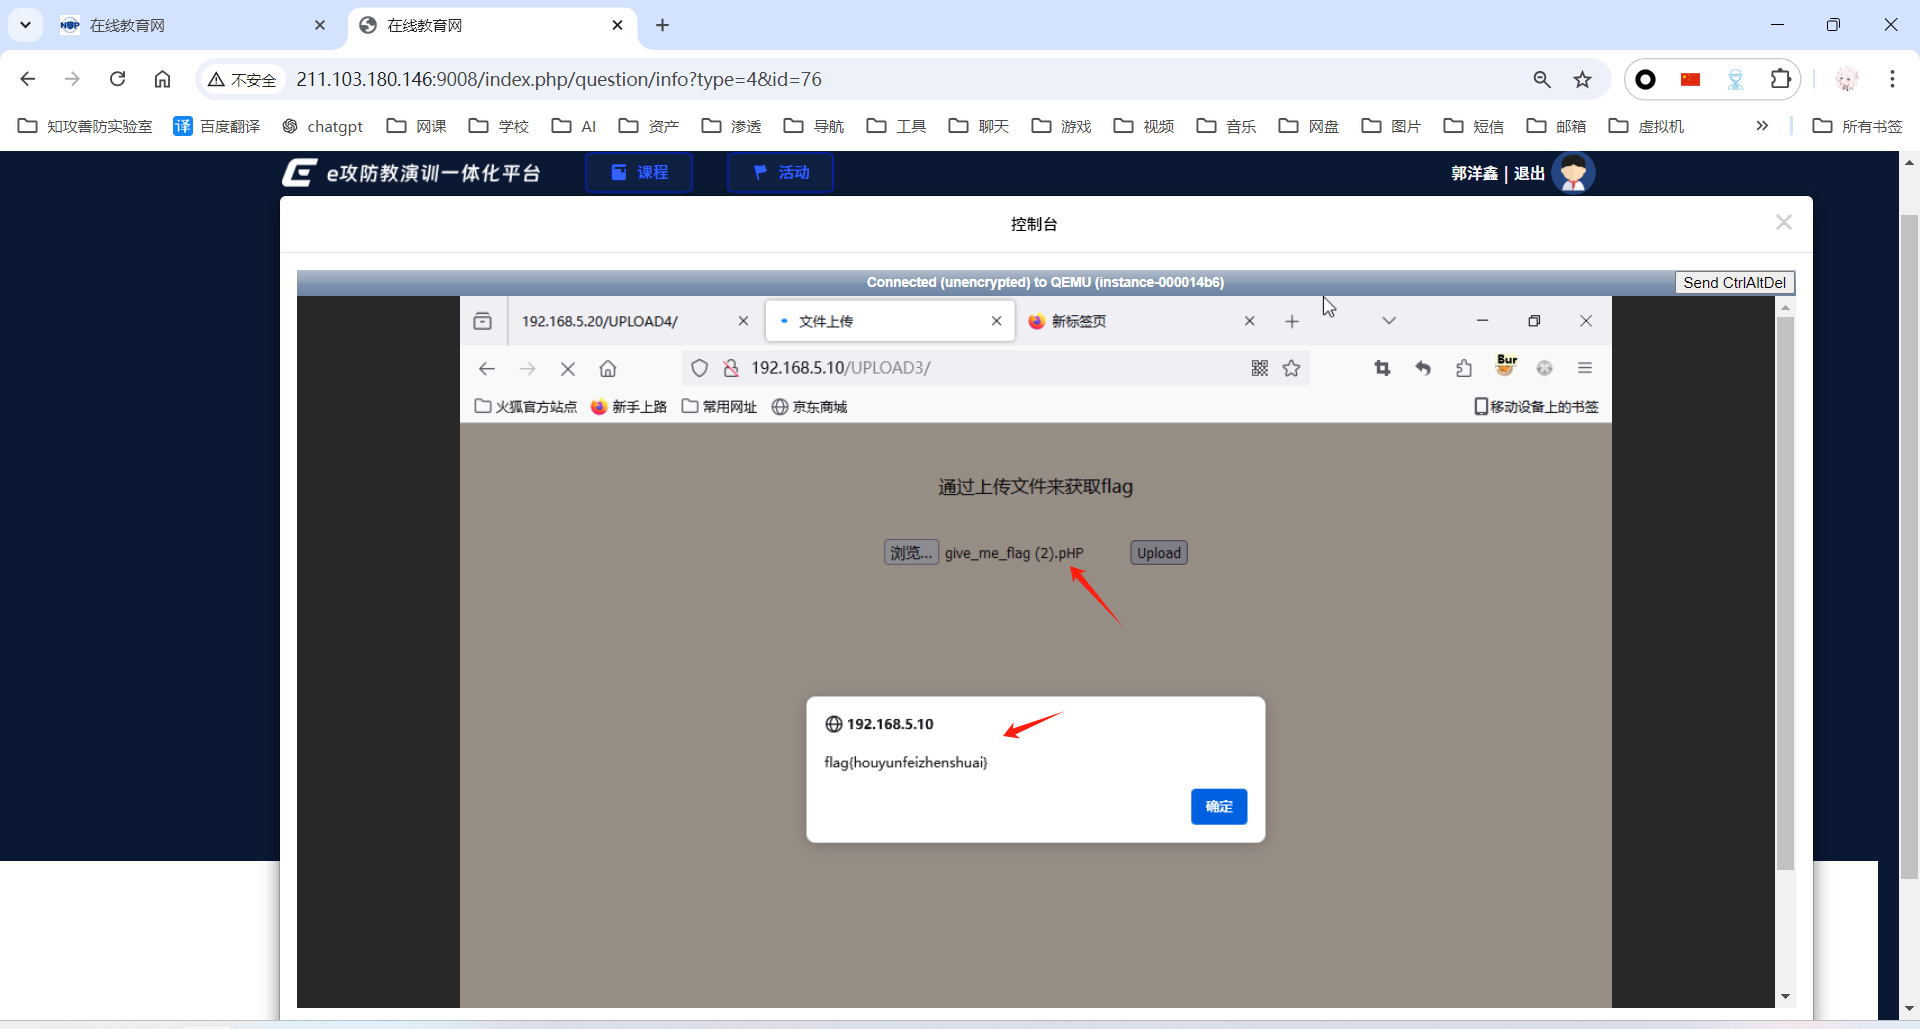 在线教育网
在线教育网
不安全
211.103.180.146:9008/index.php/question/info?type=4&id=76
知攻善防实验室
译 百度翻译
chatgpt
网课
学校
AI
资产
渗透
导航
工具
聊天
游戏
视频
音乐
网盘
图片
短信
邮箱
虚拟机
所有书签
e攻防教演训一体化平台
课程
活动
郭洋鑫 | 退出
控制台
Connected (unencrypted) to QEMU (instance-000014b6)
Send CtrlAltDel
192.168.5.20/UPLOAD4/
文件上传
新标签页
192.168.5.10/UPLOAD3/
Bur
火狐官方站点
新手上路
常用网址
京东商城
移动设备上的书签
通过上传文件来获取flag
浏览... give_me_flag (2).pHP
Upload
192.168.5.10
flag{houyunfeizhenshuai}
确定